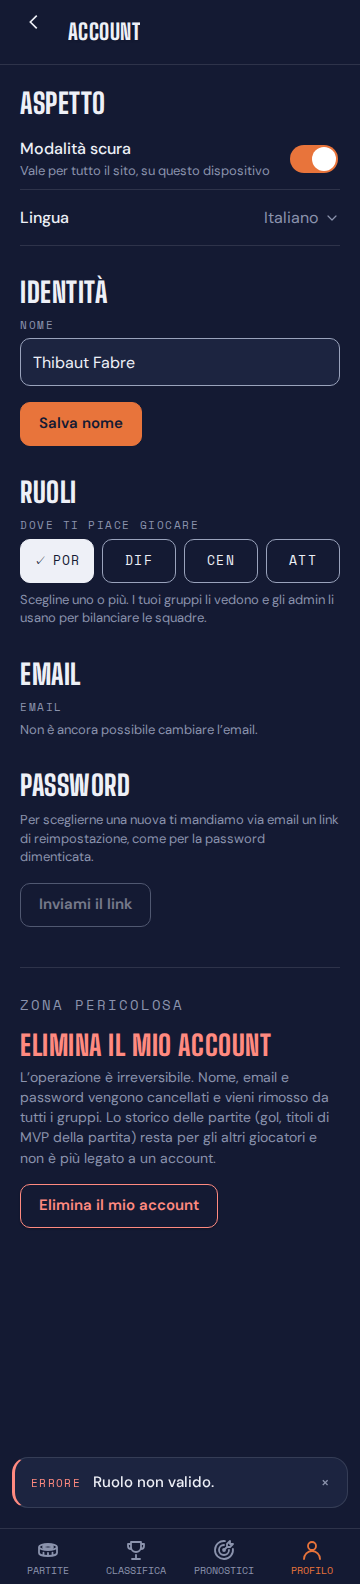 ACCOUNT
ASPETTO
Modalità scura
Vale per tutto il sito, su questo dispositivo
Lingua
Italiano
IDENTITÀ
NOME
Thibaut Fabre
Salva nome
RUOLI
DOVE TI PIACE GIOCARE
✓ POR
DIF
CEN
ATT
Scegline uno o più. I tuoi gruppi li vedono e gli admin li
usano per bilanciare le squadre.
EMAIL
EMAIL
Non è ancora possibile cambiare l'email.
PASSWORD
Per sceglierne una nuova ti mandiamo via email un link
di reimpostazione, come per la password
dimenticata.
Inviami il link
ZONA PERICOLOSA
ELIMINA IL MIO ACCOUNT
L'operazione è irreversibile. Nome, email e
password vengono cancellati e vieni rimosso da
tutti i gruppi. Lo storico delle partite (gol, titoli di
MVP della partita) resta per gli altri giocatori e
non è più legato a un account.
Elimina il mio account
ERRORE Ruolo non valido. ×
PARTITE
CLASSIFICA
PRONOSTICI
PROFILO